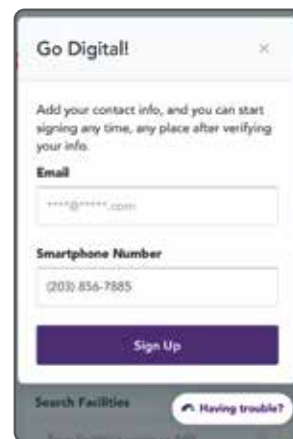 Go Digital!
×
Add your contact info, and you can start
signing any time, any place after verifying
your info.
Email
****@*****.com
Smartphone Number
(203) 856-7885
Sign Up
Search Facilities
Having trouble?